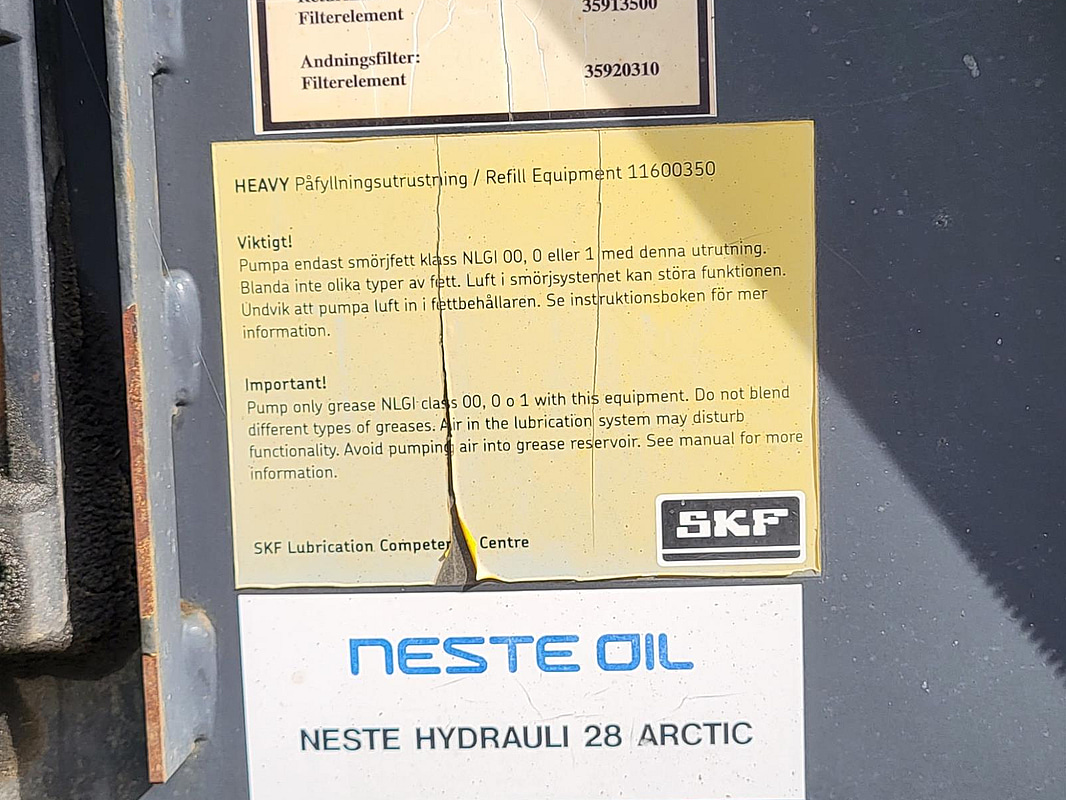 Filterelement 35913500
Andningsfilter:
Filterelement 35920310
HEAVY Påfyllningsutrustning / Refill Equipment 11600350
Viktigt!
Pumpa endast smörjfett klass NLGI 00, 0 eller 1 med denna utrutning.
Blanda inte olika typer av fett. Luft i smörjsystemet kan störa funktionen.
Undvik att pumpa luft in i fettbehållaren. Se instruktionsboken för mer
information.
Important!
Pump only grease NLGI class 00, 0 o 1 with this equipment. Do not blend
different types of greases. Air in the lubrication system may disturb
functionality. Avoid pumping air into grease reservoir. See manual for more
information.
SKF Lubrication Competen Centre
SKF
NESTE OIL
NESTE HYDRAULI 28 ARCTIC